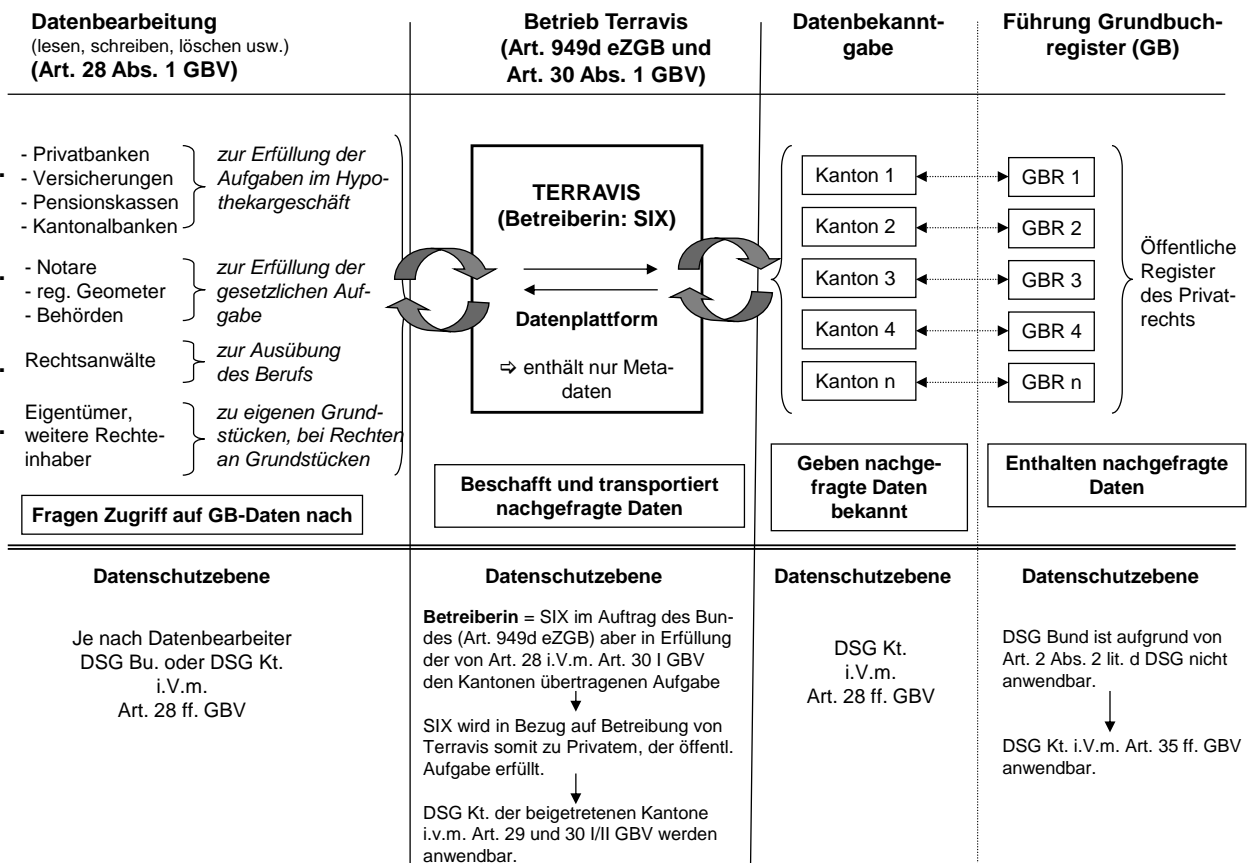 Datenbearbeitung
(lesen, schreiben, löschen usw.)
(Art. 28 Abs. 1 GBV)
Betrieb Terravis
(Art. 949d eZGB und
Art. 30 Abs. 1 GBV)
Datenbekannt-
gabe
Führung Grundbuch-
register (GB)
- Privatbanken
- Versicherungen
- Pensionskassen
- Kantonalbanken
zur Erfüllung der
Aufgaben im Hypo-
thekargeschäft
- Notare
- reg. Geometer
- Behörden
zur Erfüllung der
gesetzlichen Auf-
gabe
Rechtsanwälte
zur Ausübung
des Berufs
Eigentümer,
weitere Rechte-
inhaber
zu eigenen Grund-
stücken, bei Rechten
an Grundstücken
Fragen Zugriff auf GB-Daten nach
TERRAVIS
(Betreiberin: SIX)
Datenplattform
⇨ enthält nur Meta-
daten
Beschafft und transportiert
nachgefragte Daten
Kanton 1
Kanton 2
Kanton 3
Kanton 4
Kanton n
Geben nachge-
fragte Daten
bekannt
GBR 1
GBR 2
GBR 3
GBR 4
GBR n
Öffentliche
Register
des Privat-
rechts
Enthalten nachgefragte
Daten
Datenschutzebene
Je nach Datenbearbeiter
DSG Bu. oder DSG Kt.
i.V.m.
Art. 28 ff. GBV
Datenschutzebene
Betreiberin = SIX im Auftrag des Bun-
des (Art. 949d eZGB) aber in Erfüllung
der von Art. 28 i.V.m. Art. 30 I GBV
den Kantonen übertragenen Aufgabe
SIX wird in Bezug auf Betreibung von
Terravis somit zu Privatem, der öffentl.
Aufgabe erfüllt.
DSG Kt. der beigetretenen Kantone
i.v.m. Art. 29 und 30 I/II GBV werden
anwendbar.
Datenschutzebene
DSG Kt.
i.V.m.
Art. 28 ff. GBV
Datenschutzebene
DSG Bund ist aufgrund von
Art. 2 Abs. 2 lit. d DSG nicht
anwendbar.
DSG Kt. i.V.m. Art. 35 ff. GBV
anwendbar.